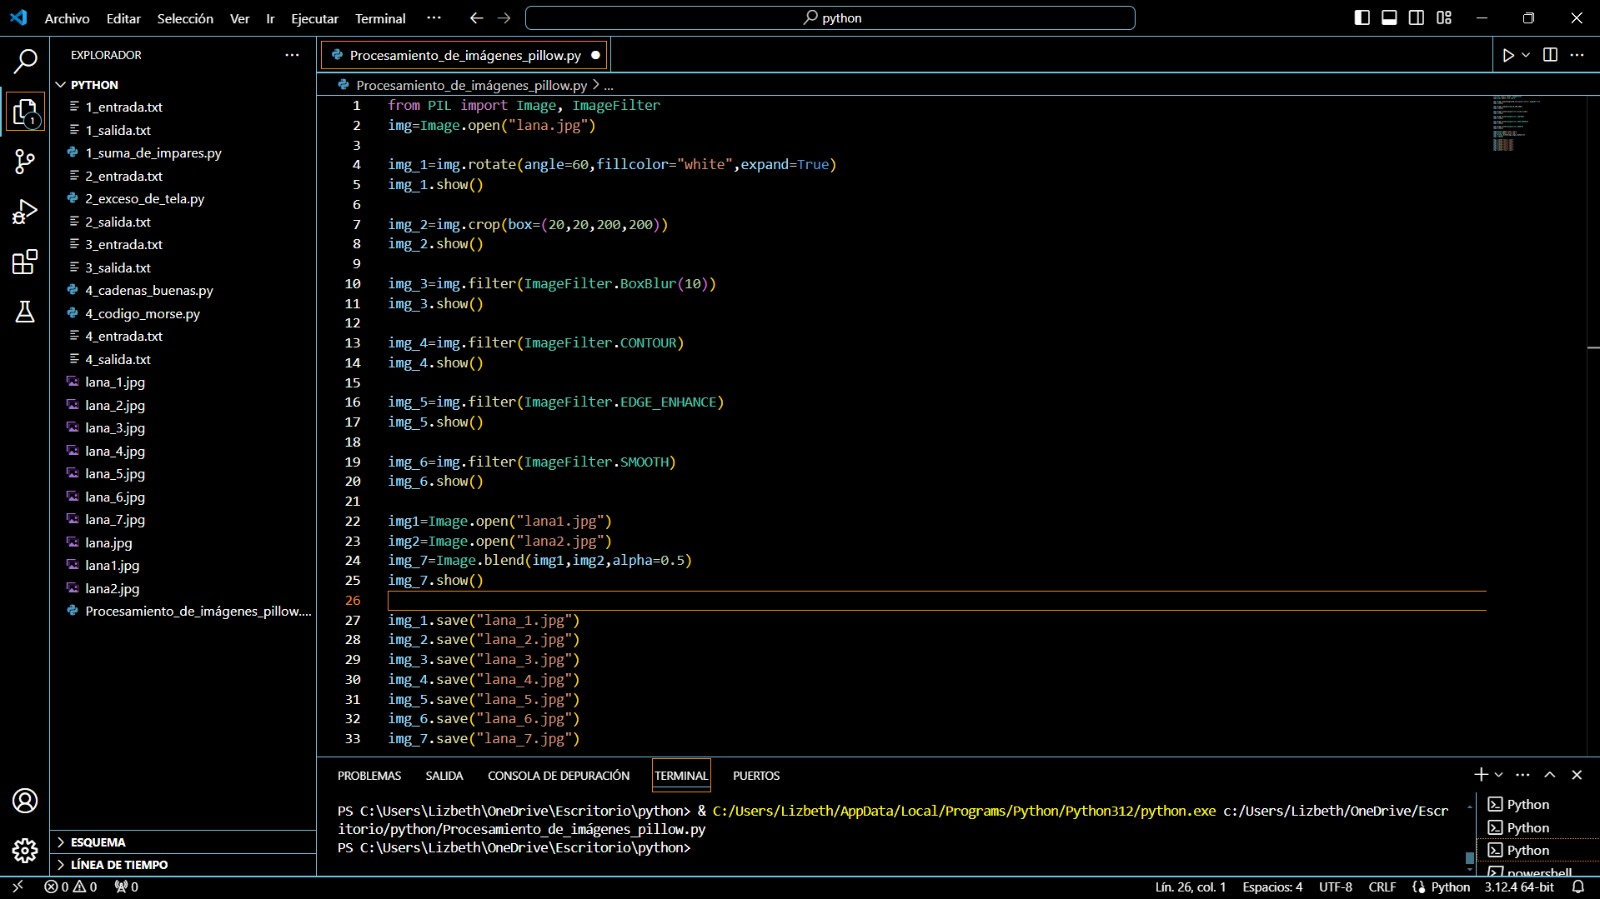 Archivo Editar Selección Ver Ir Ejecutar Terminal ··· python
EXPLORADOR ···
PYTHON
1_entrada.txt
1_salida.txt
1_suma_de_impares.py
2_entrada.txt
2_exceso_de_tela.py
2_salida.txt
3_entrada.txt
3_salida.txt
4_cadenas_buenas.py
4_codigo_morse.py
4_entrada.txt
4_salida.txt
lana_1.jpg
lana_2.jpg
lana_3.jpg
lana_4.jpg
lana_5.jpg
lana_6.jpg
lana_7.jpg
lana.jpg
lana1.jpg
lana2.jpg
Procesamiento_de_imágenes_pillow....
ESQUEMA
LÍNEA DE TIEMPO
1
Procesamiento_de_imágenes_pillow.py
Procesamiento_de_imágenes_pillow.py > ...
1 from PIL import Image, ImageFilter
2 img=Image.open("lana.jpg")
3
4 img_1=img.rotate(angle=60,fillcolor="white",expand=True)
5 img_1.show()
6
7 img_2=img.crop(box=(20,20,200,200))
8 img_2.show()
9
10 img_3=img.filter(ImageFilter.BoxBlur(10))
11 img_3.show()
12
13 img_4=img.filter(ImageFilter.CONTOUR)
14 img_4.show()
15
16 img_5=img.filter(ImageFilter.EDGE_ENHANCE)
17 img_5.show()
18
19 img_6=img.filter(ImageFilter.SMOOTH)
20 img_6.show()
21
22 img1=Image.open("lana1.jpg")
23 img2=Image.open("lana2.jpg")
24 img_7=Image.blend(img1,img2,alpha=0.5)
25 img_7.show()
26
27 img_1.save("lana_1.jpg")
28 img_2.save("lana_2.jpg")
29 img_3.save("lana_3.jpg")
30 img_4.save("lana_4.jpg")
31 img_5.save("lana_5.jpg")
32 img_6.save("lana_6.jpg")
33 img_7.save("lana_7.jpg")
PROBLEMAS SALIDA CONSOLA DE DEPURACIÓN TERMINAL PUERTOS
PS C:\Users\Lizbeth\OneDrive\Escritorio\python> & C:/Users/Lizbeth/AppData/Local/Programs/Python/Python312/python.exe c:/Users/Lizbeth/OneDrive/Escr
itorio/python/Procesamiento_de_imágenes_pillow.py
PS C:\Users\Lizbeth\OneDrive\Escritorio\python>
Python
Python
Python
powershell
0 0 0 Lín. 26, col. 1 Espacios: 4 UTF-8 CRLF Python 3.12.4 64-bit